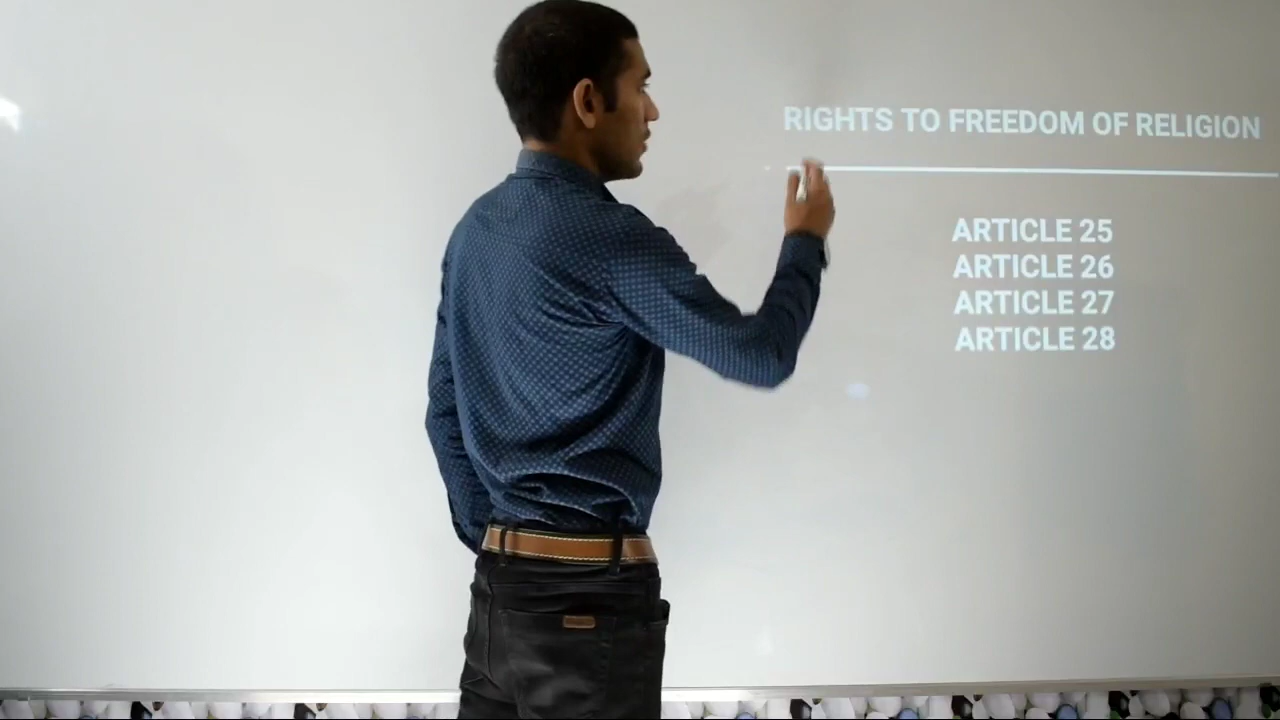 RIGHTS TO FREEDOM OF RELIGION
ARTICLE 25
ARTICLE 26
ARTICLE 27
ARTICLE 28